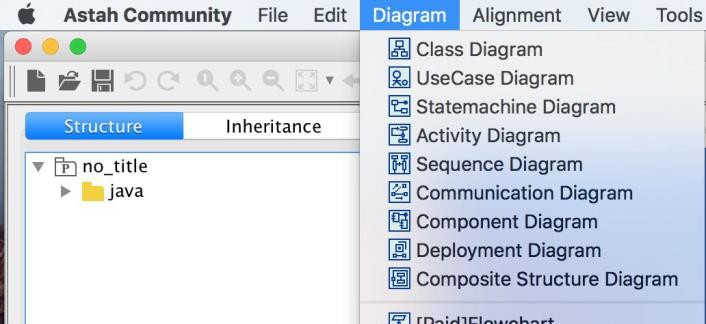 Astah Community File Edit Diagram Alignment View Tools
Class Diagram
UseCase Diagram
Statemachine Diagram
Activity Diagram
Sequence Diagram
Communication Diagram
Component Diagram
Deployment Diagram
Composite Structure Diagram
[Paid]Flowchart
Structure Inheritance
no_title
java